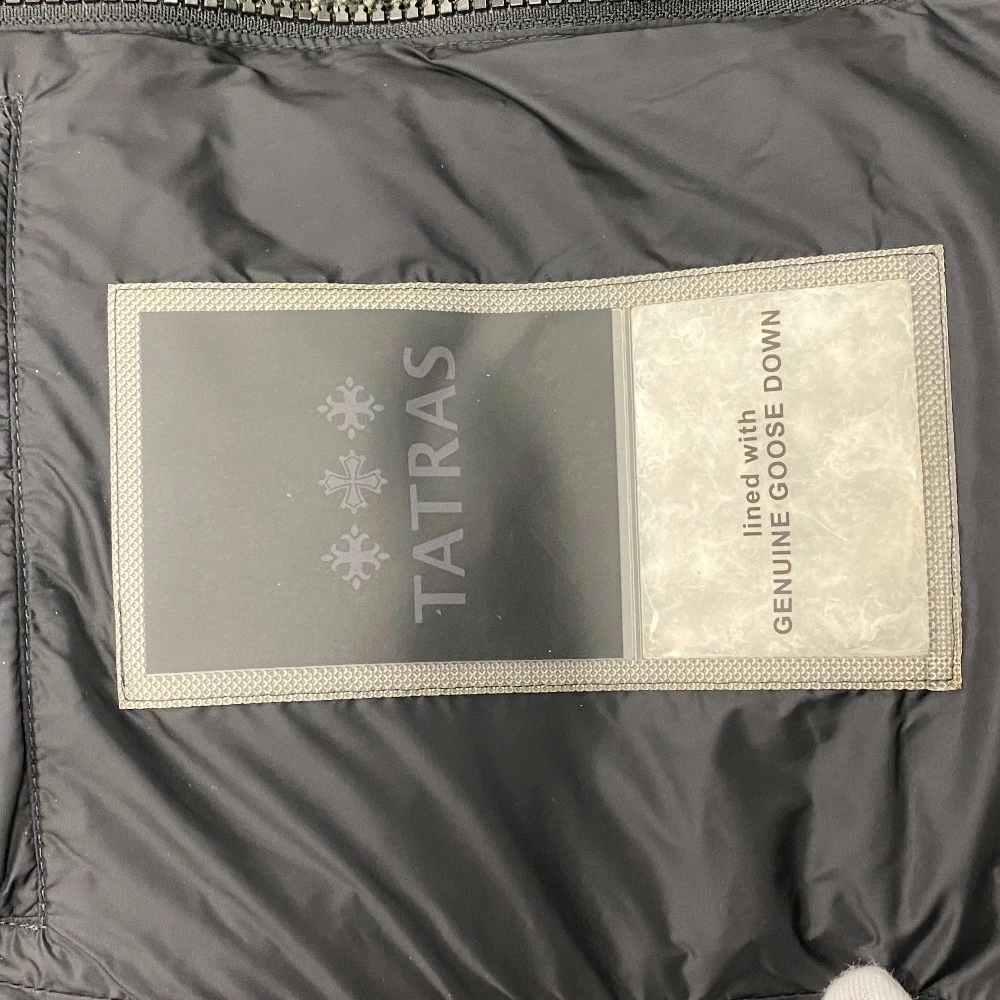 TATRAS
lined with
GENUINE GOOSE DOWN